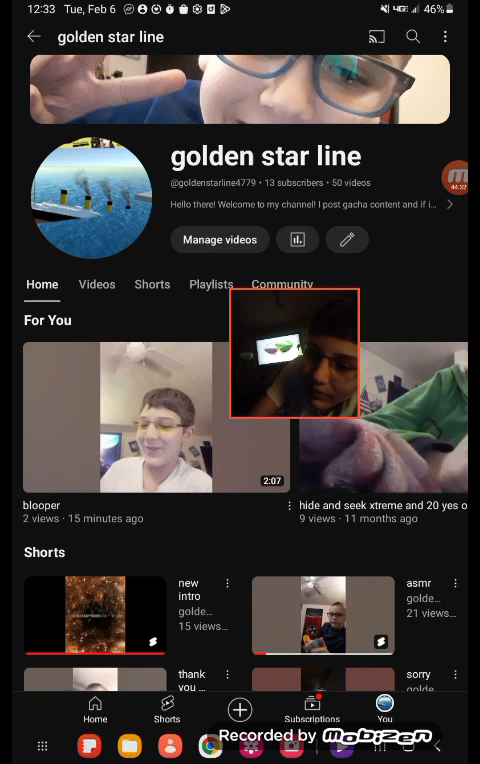 12:33 Tue, Feb 6
46%
golden star line
golden star line
@goldenstarline4779 • 13 subscribers • 50 videos
Hello there! Welcome to my channel! I post gacha content and if i...
44:32
Manage videos
Home Videos Shorts Playlists Community
For You
2:07
blooper
2 views · 15 minutes ago
hide and seek xtreme and 20 yes o
9 views · 11 months ago
Shorts
new intro
golde...
15 views...
asmr
golde...
21 views...
thank you ...
sorry
golde
Home Shorts Subscriptions You
Recorded by Mobizen